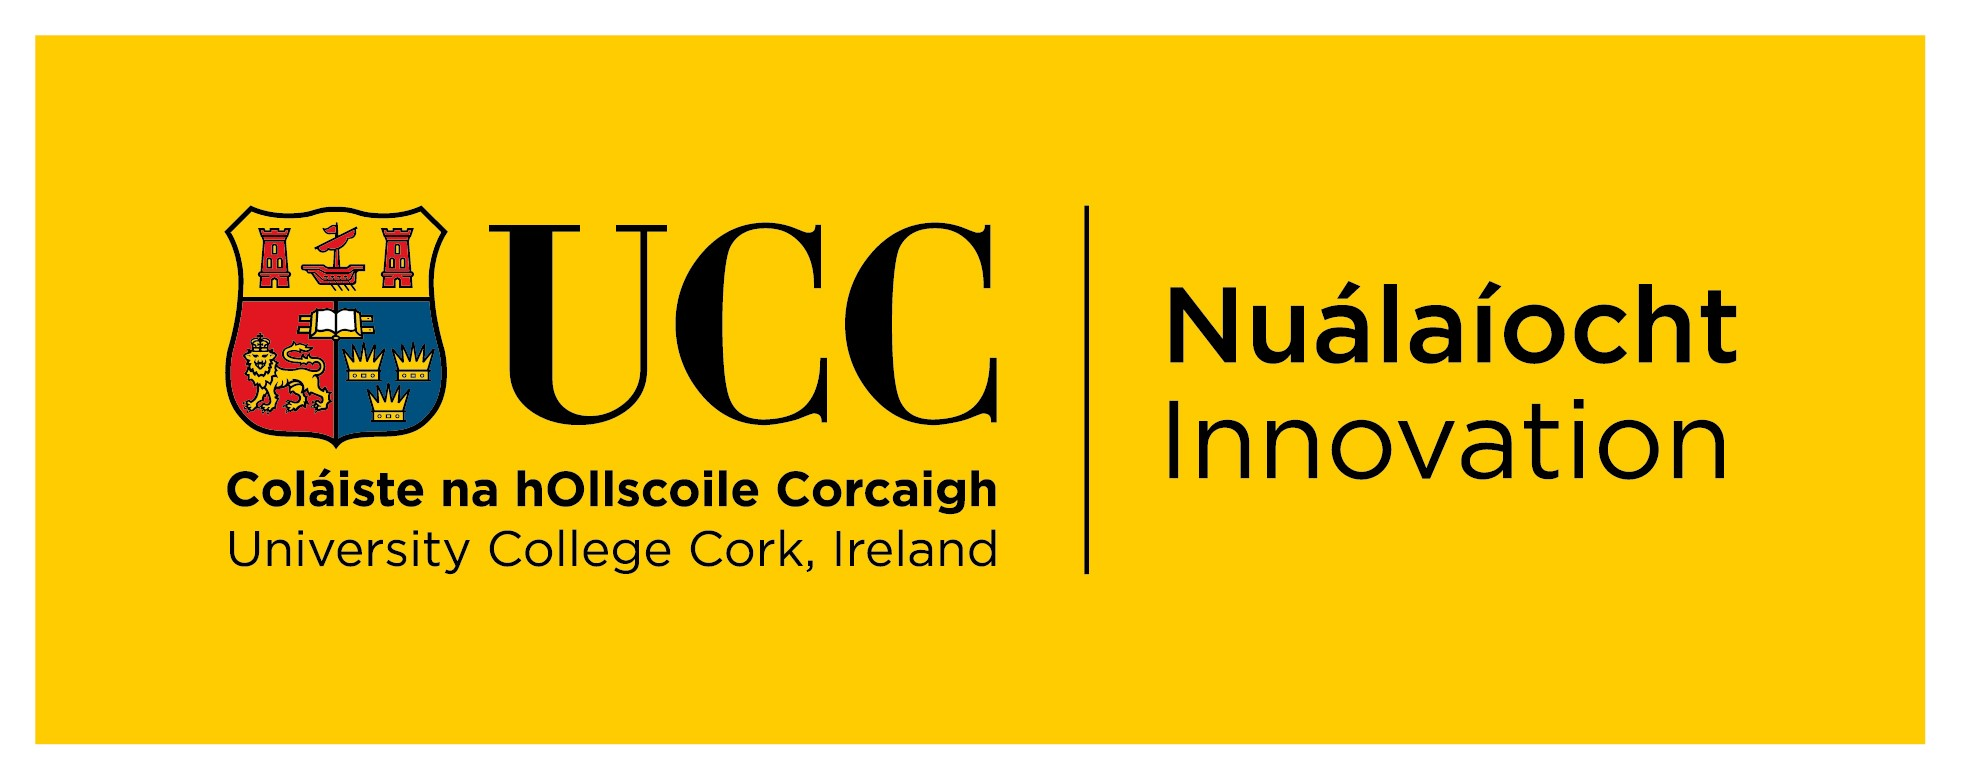 UCC
Coláiste na hOllscoile Corcaigh
University College Cork, Ireland
Nuálaíocht
Innovation